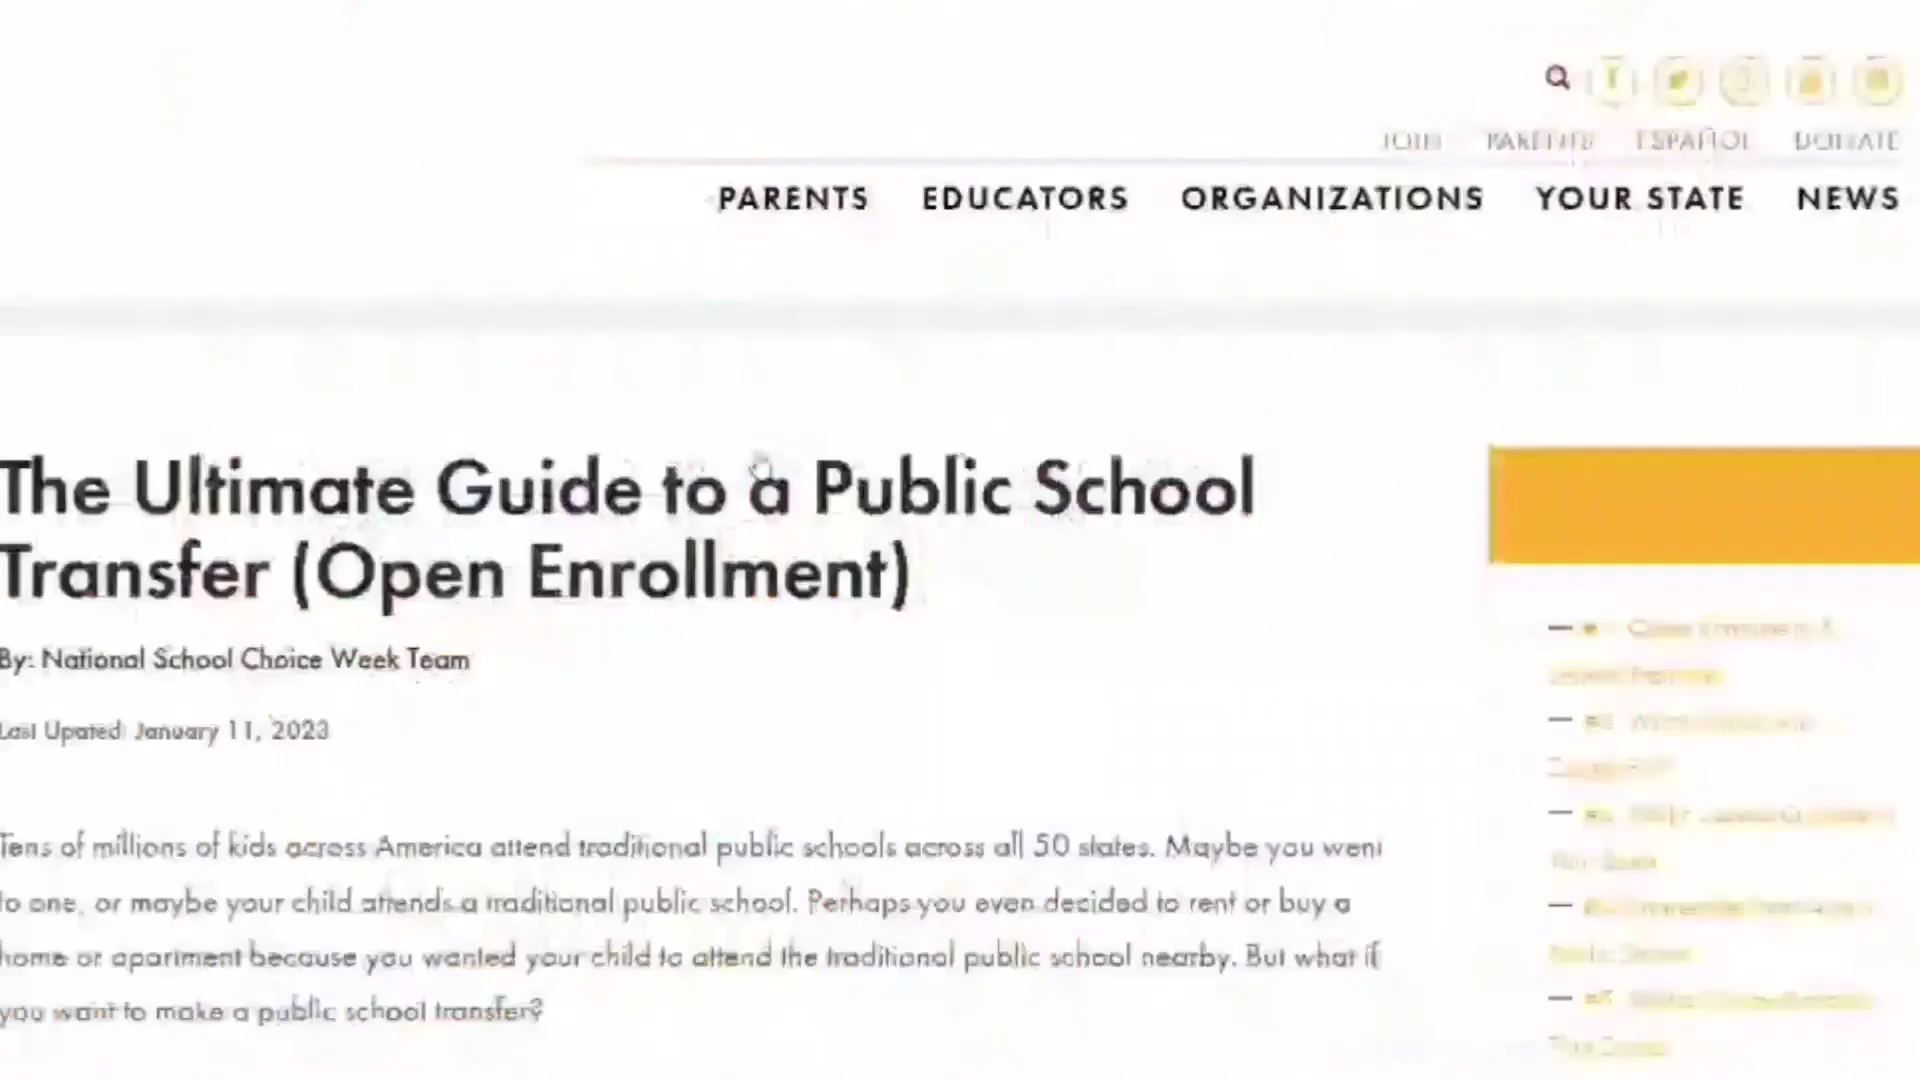 JOIN PARENTS ESPAÑOL DONATE
PARENTS EDUCATORS ORGANIZATIONS YOUR STATE NEWS
The Ultimate Guide to a Public School
Transfer (Open Enrollment)
By: National School Choice Week Team
Last Upated: January 11, 2023
Tens of millions of kids across America attend traditional public schools across all 50 states. Maybe you went
to one, or maybe your child attends a traditional public school. Perhaps you even decided to rent or buy a
home or apartment because you wanted your child to attend the traditional public school nearby. But what if
you want to make a public school transfer?